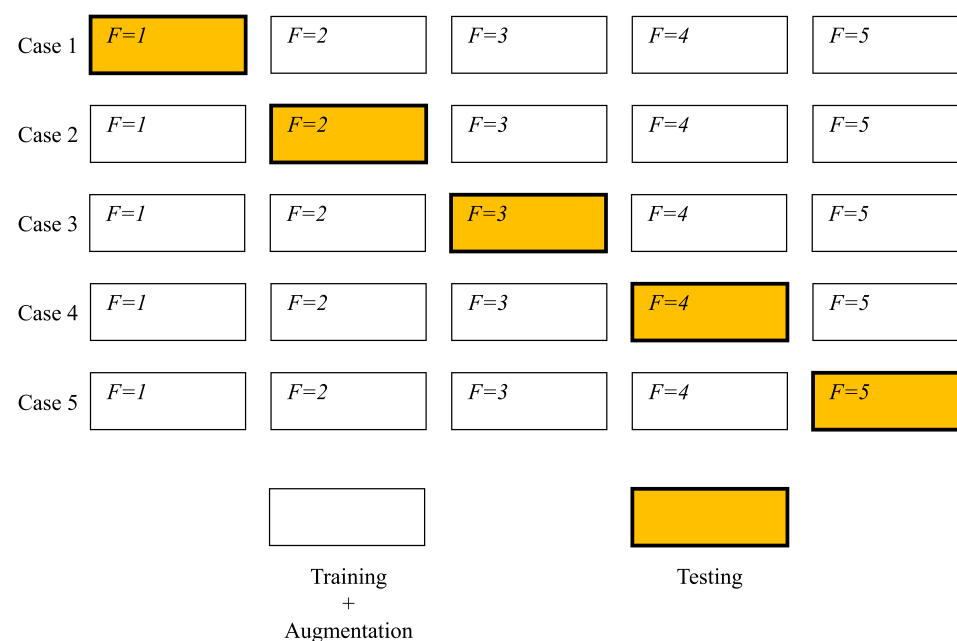 Case 1 F=1 F=2 F=3 F=4 F=5
Case 2 F=1 F=2 F=3 F=4 F=5
Case 3 F=1 F=2 F=3 F=4 F=5
Case 4 F=1 F=2 F=3 F=4 F=5
Case 5 F=1 F=2 F=3 F=4 F=5
Training Testing
+
Augmentation